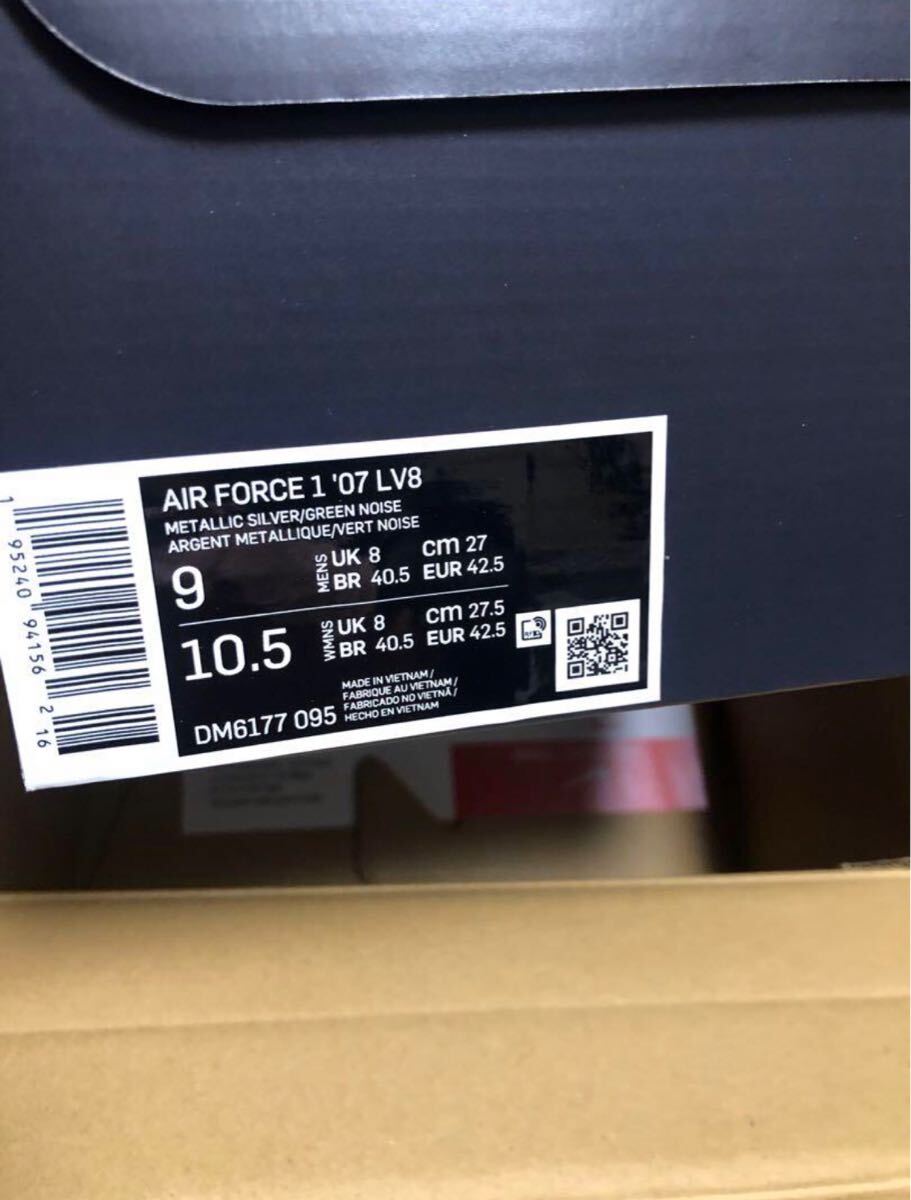 AIR FORCE 1 '07 LV8
METALLIC SILVER/GREEN NOISE
ARGENT METALLIQUE/VERT NOISE
9 MENS UK 8 cm 27
BR 40.5 EUR 42.5
10.5 WMNS UK 8 cm 27.5
BR 40.5 EUR 42.5
MADE IN VIETNAM /
FABRIQUE AU VIETNAM /
FABRICADO NO VIETNÃ /
HECHO EN VIETNAM
DM6177 095
1 95240 94156 2 16